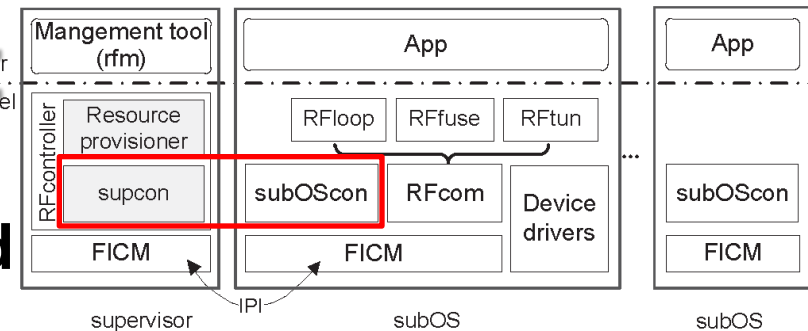 Mangement tool
(rfm)
App
App
r
el
RFcontroller
Resource
provisioner
RFloop
RFfuse
RFtun
...
supcon
subOScon
RFcom
Device
drivers
subOScon
d
FICM
FICM
FICM
IPI
supervisor
subOS
subOS